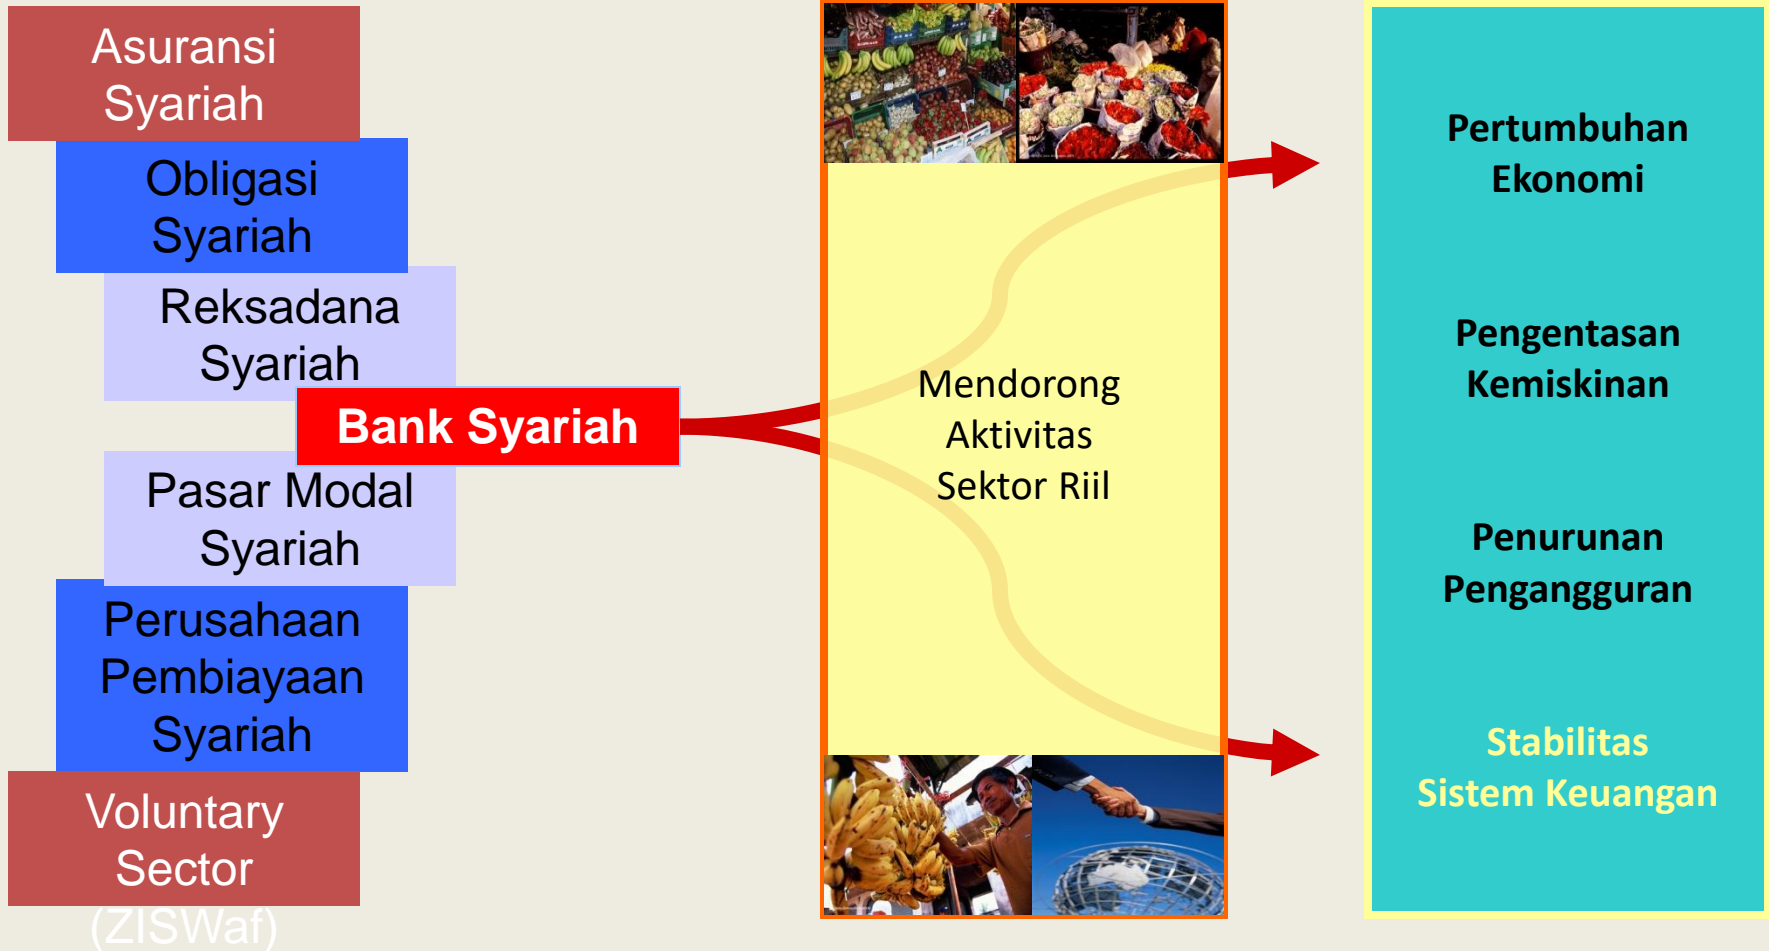 Asuransi
Syariah
Obligasi
Syariah
Reksadana
Syariah
Bank Syariah
Pasar Modal
Syariah
Perusahaan
Pembiayaan
Syariah
Voluntary
Sector
(ZISWaf)
Mendorong
Aktivitas
Sektor Riil
Pertumbuhan
Ekonomi
Pengentasan
Kemiskinan
Penurunan
Pengangguran
Stabilitas
Sistem Keuangan